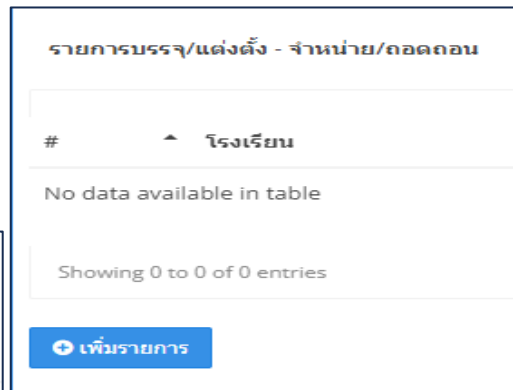 รายการบรรจุ/แต่งตั้ง - จำหน่าย/ถอดถอน
# โรงเรียน
No data available in table
Showing 0 to 0 of 0 entries
เพิ่มรายการ